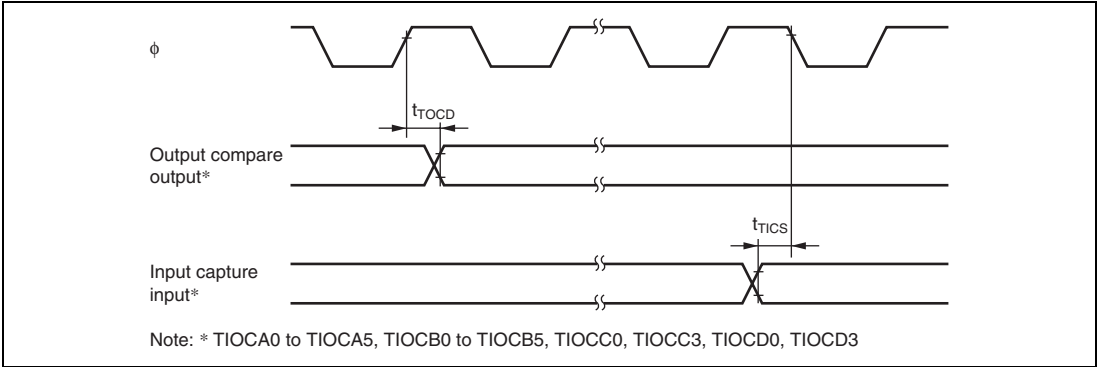 ϕ
tTOCD
Output compare
output*
tTICS
Input capture
input*
Note: * TIOCA0 to TIOCA5, TIOCB0 to TIOCB5, TIOCC0, TIOCC3, TIOCD0, TIOCD3